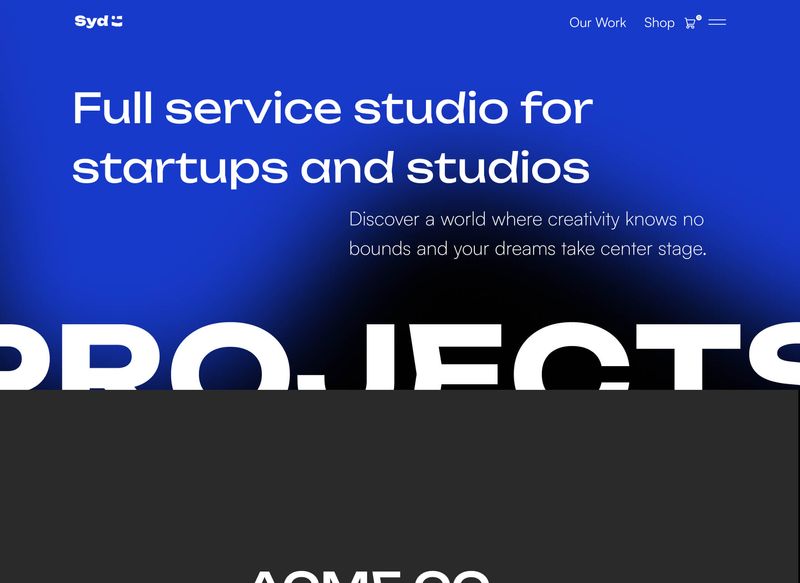 Syd
Our Work
Shop
Full service studio for
startups and studios
Discover a world where creativity knows no
bounds and your dreams take center stage.
PROJECTS
ACME CO